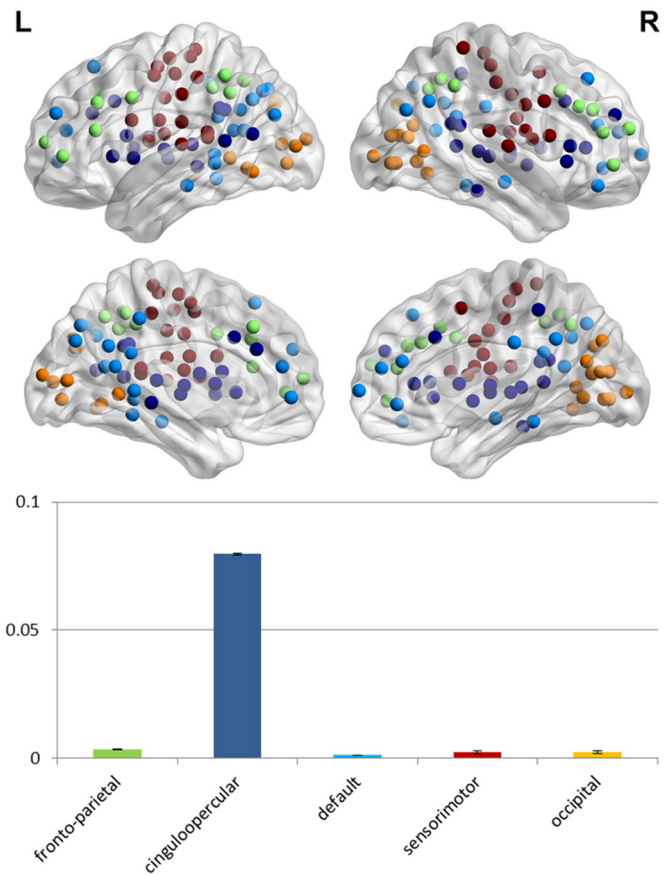 L R
0.1
0.05
0
fronto-parietal
cinguloopercular
default
sensorimotor
occipital